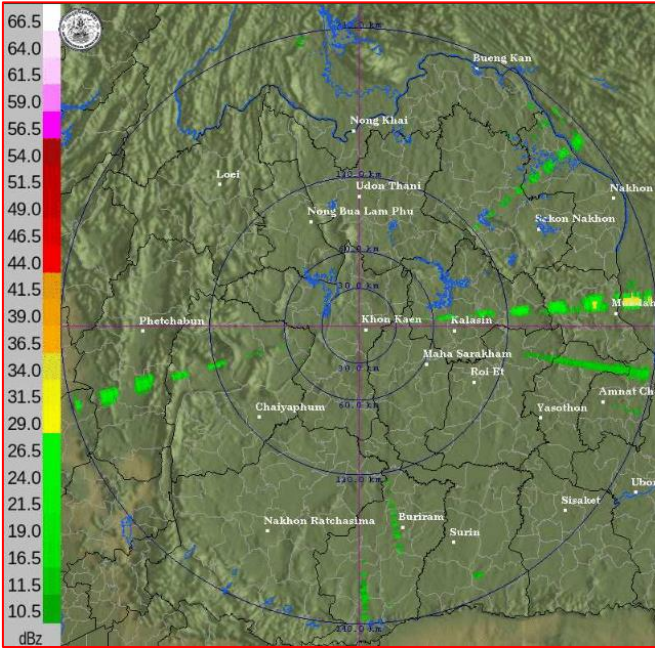 66.5
64.0
61.5
59.0
56.5
54.0
51.5
49.0
46.5
44.0
41.5
39.0
36.5
34.0
31.5
29.0
26.5
24.0
21.5
19.0
16.5
14.0
11.5
10.5
dBz
Bueng Kan
Nong Khai
Loei
Udon Thani
Nakhon
Nong Bua Lam Phu
Sakon Nakhon
Phetchabun
Khon Kaen
Kalasin
Maha Sarakham
Roi Et
Amnat Ch
Chaiyaphum
Yasothon
Ubon
Sisaket
Nakhon Ratchasima
Buriram
Surin